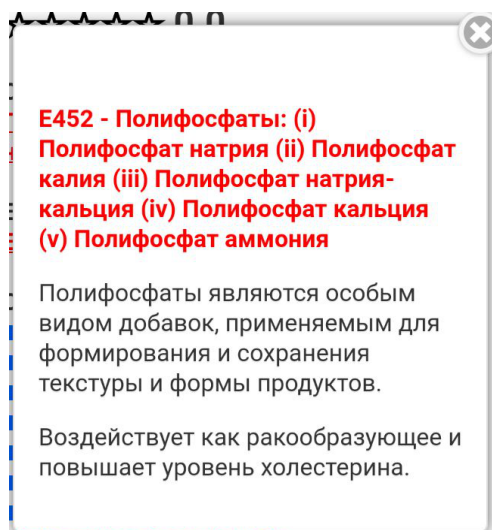 E452 - Полифосфаты: (i)
Полифосфат натрия (ii) Полифосфат
калия (iii) Полифосфат натрия-
кальция (iv) Полифосфат кальция
(v) Полифосфат аммония
Полифосфаты являются особым
видом добавок, применяемым для
формирования и сохранения
текстуры и формы продуктов.
Воздействует как ракообразующее и
повышает уровень холестерина.